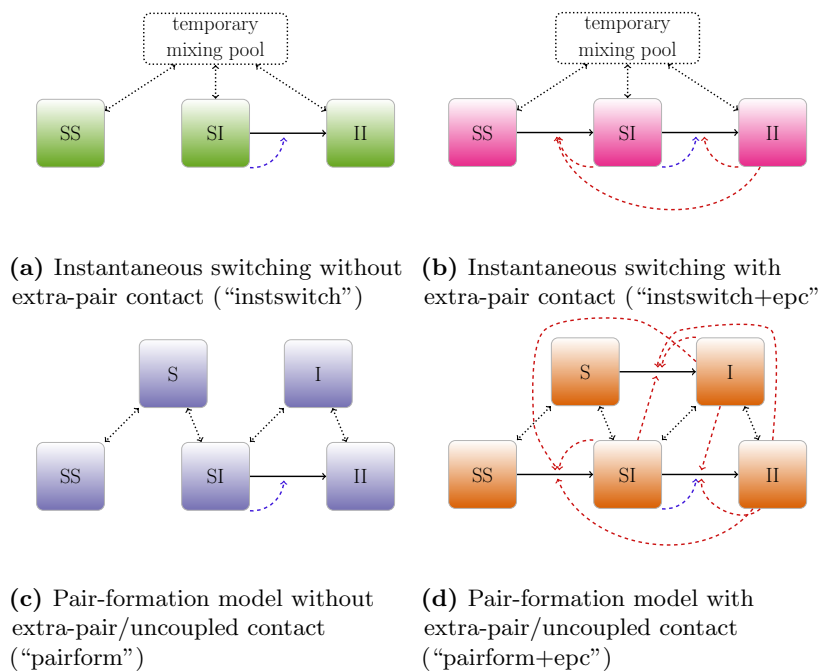 temporary
mixing pool
SS
SI
II
(a) Instantaneous switching without
extra-pair contact (“instswitch”)
temporary
mixing pool
SS
SI
II
(b) Instantaneous switching with
extra-pair contact (“instswitch+epc”
S
I
SS
SI
II
(c) Pair-formation model without
extra-pair/uncoupled contact
(“pairform”)
S
I
SS
SI
II
(d) Pair-formation model with
extra-pair/uncoupled contact
(“pairform+epc”)